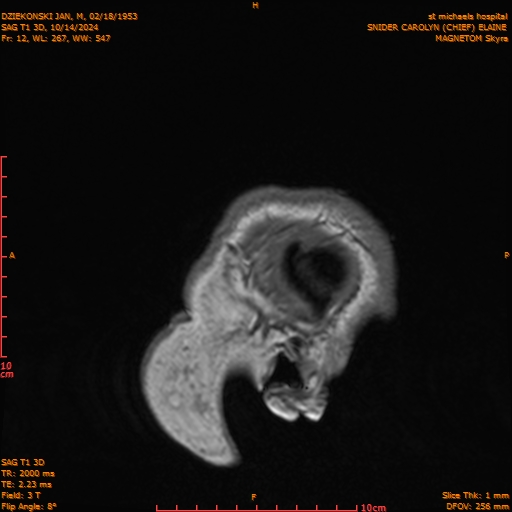 H
DZIEKONSKI JAN, M, 02/18/1953
SAG T1 3D, 10/14/2024
Fr: 12, WL: 267, WW: 547
st michaels hospital
SNIDER CAROLYN (CHIEF) ELAINE
MAGNETOM Skyra
A
P
10
cm
SAG T1 3D
TR: 2000 ms
TE: 2.23 ms
Field: 3 T
Flip Angle: 8°
F
10cm
Slice Thk: 1 mm
DFOV: 256 mm